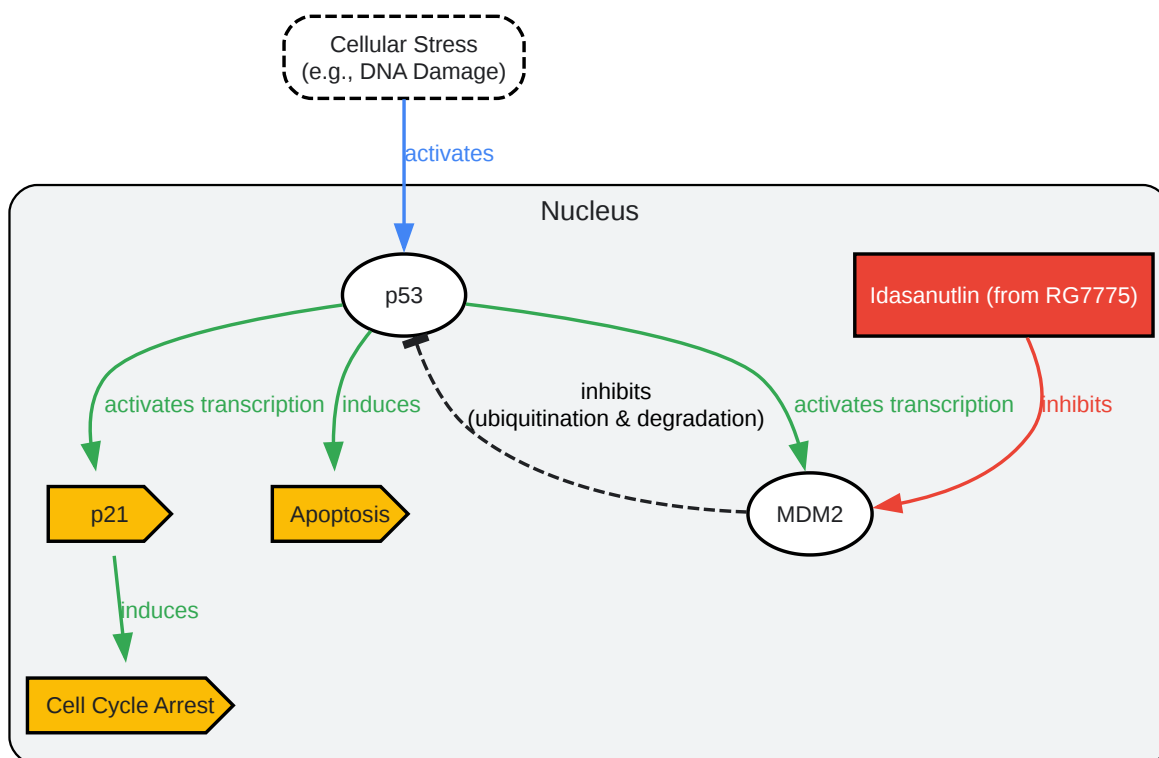 Cellular Stress
(e.g., DNA Damage)
activates
Nucleus
p53
Idasanutlin (from RG7775)
activates transcription
induces
inhibits
(ubiquitination & degradation)
activates transcription
inhibits
p21
Apoptosis
MDM2
induces
Cell Cycle Arrest